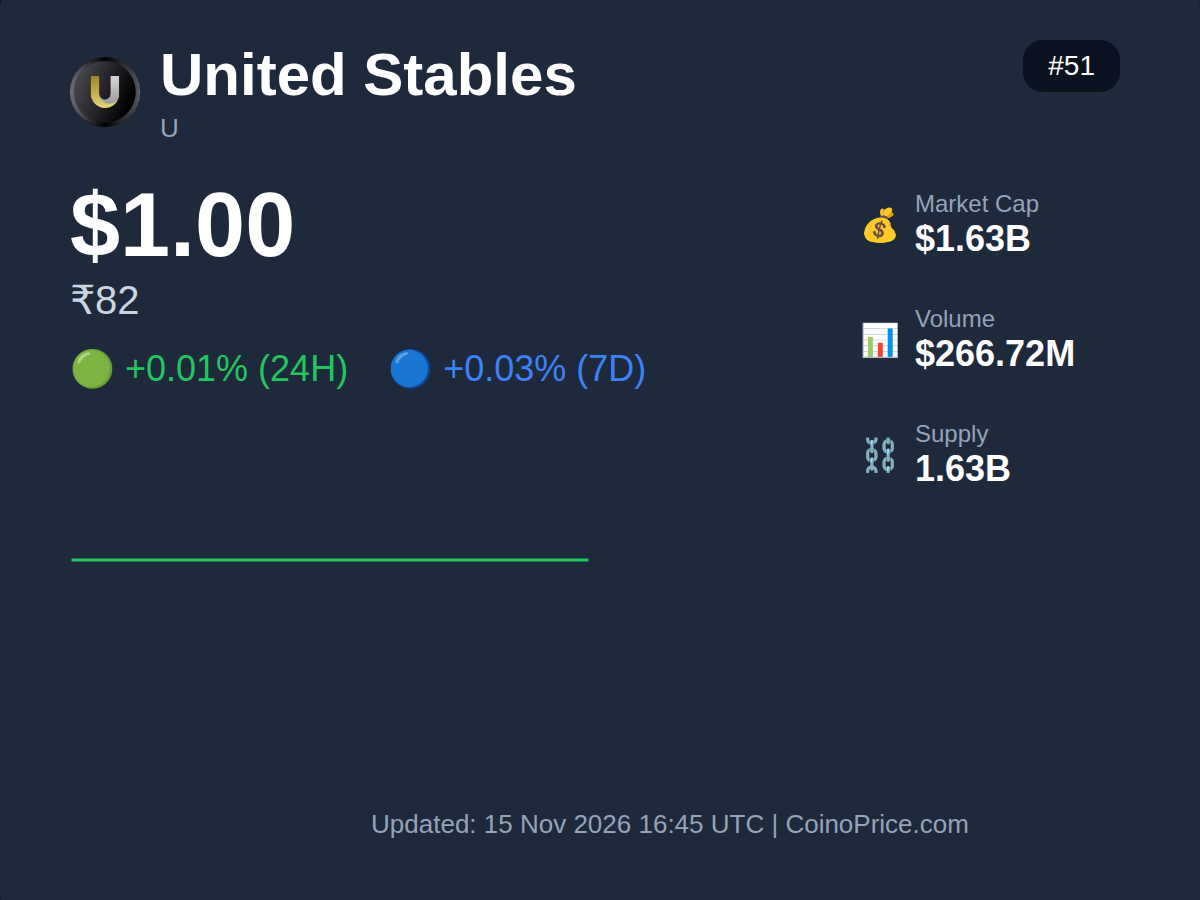 United Stables
U
#51
$1.00
₹82
+0.01% (24H)
+0.03% (7D)
Market Cap
$1.63B
Volume
$266.72M
Supply
1.63B
Updated: 15 Nov 2026 16:45 UTC | CoinoPrice.com